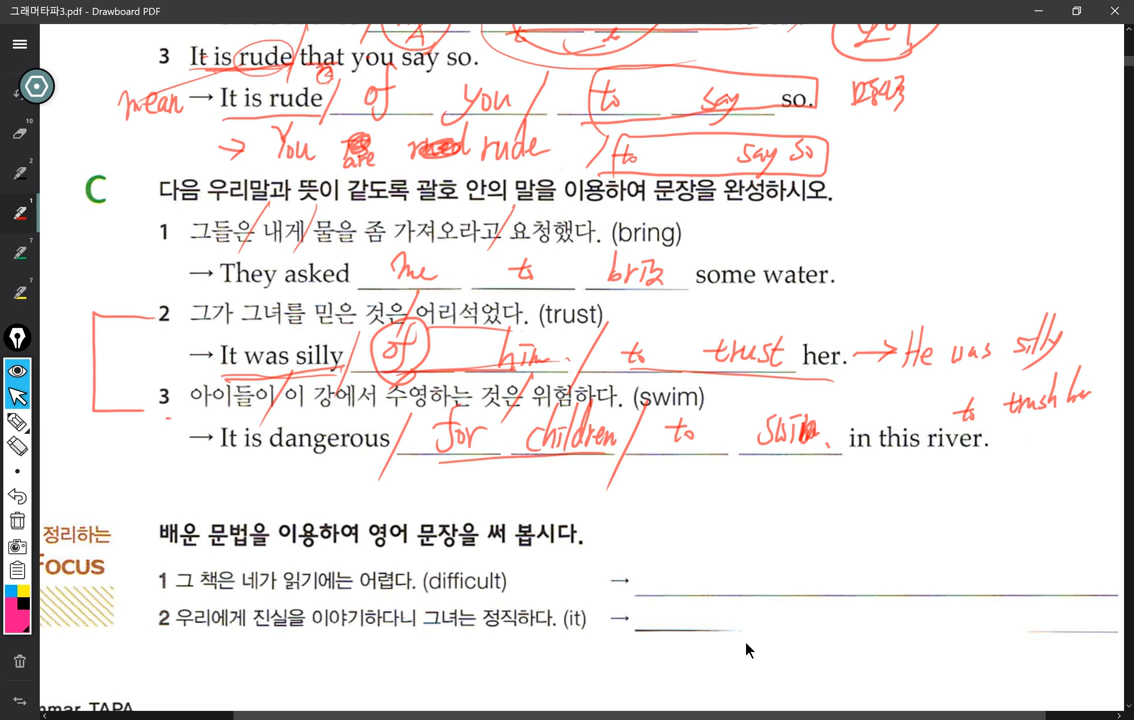 그래머타파3.pdf - Drawboard PDF
3 It is rude that you say so.
mean → It is rude of you to say so.
→ You are rude to say so
C 다음 우리말과 뜻이 같도록 괄호 안의 말을 이용하여 문장을 완성하시오.
1 그들은 내게 물을 좀 가져오라고 요청했다. (bring)
→ They asked me to bring some water.
2 그가 그녀를 믿은 것은 어리석었다. (trust)
→ It was silly of him to trust her. → He was silly
to trust her
3 아이들이 이 강에서 수영하는 것은 위험하다. (swim)
→ It is dangerous for children to swim in this river.
정리하는
Focus
배운 문법을 이용하여 영어 문장을 써 봅시다.
1 그 책은 네가 읽기에는 어렵다. (difficult) →
2 우리에게 진실을 이야기하다니 그녀는 정직하다. (it) →
mmar TAPA
10
2
1
7
7